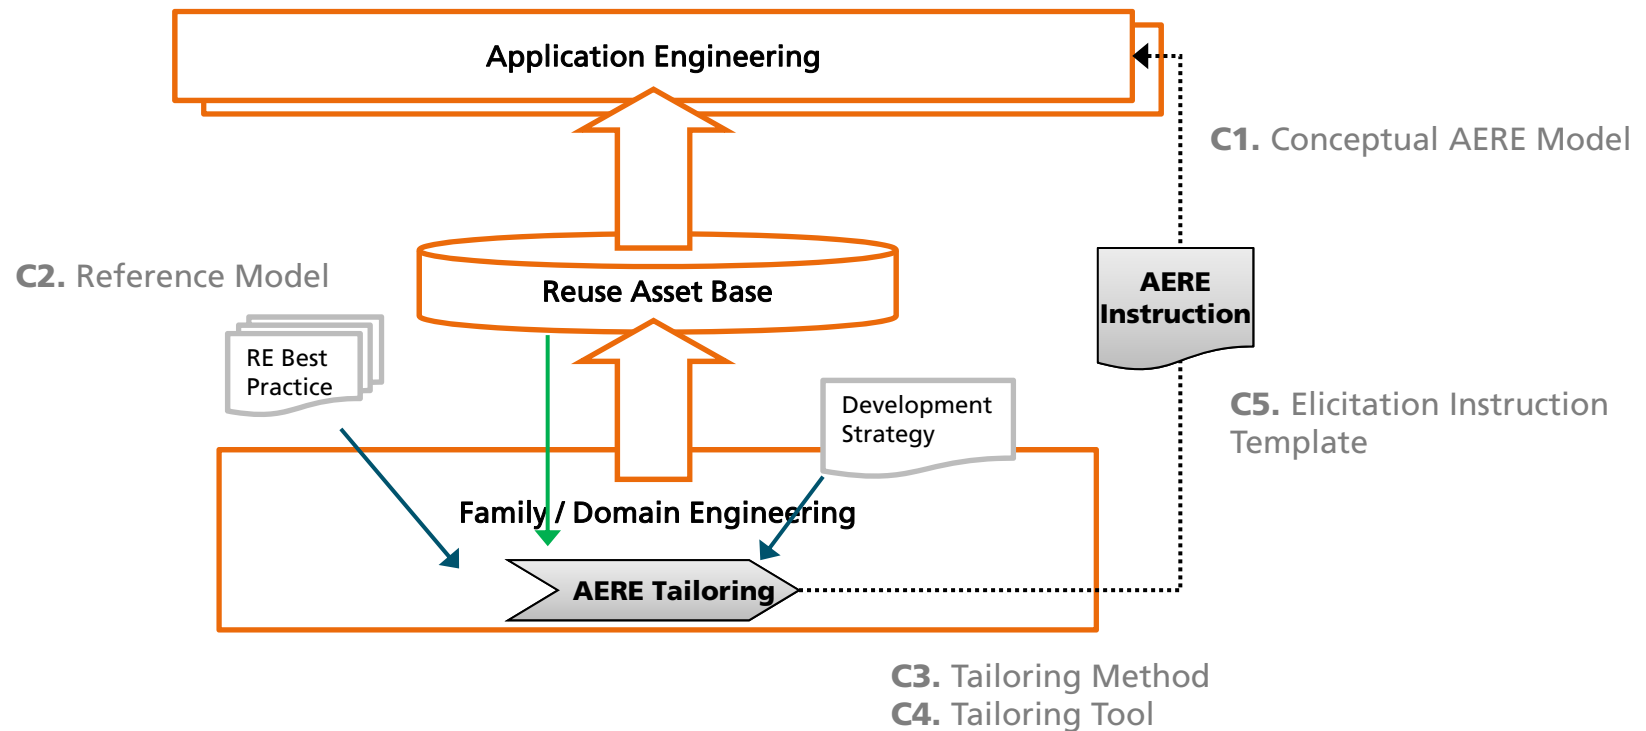 Application Engineering
C1. Conceptual AERE Model
C2. Reference Model
Reuse Asset Base
AERE
Instruction
RE Best
Practice
Development
Strategy
C5. Elicitation Instruction
Template
Family / Domain Engineering
AERE Tailoring
C3. Tailoring Method
C4. Tailoring Tool